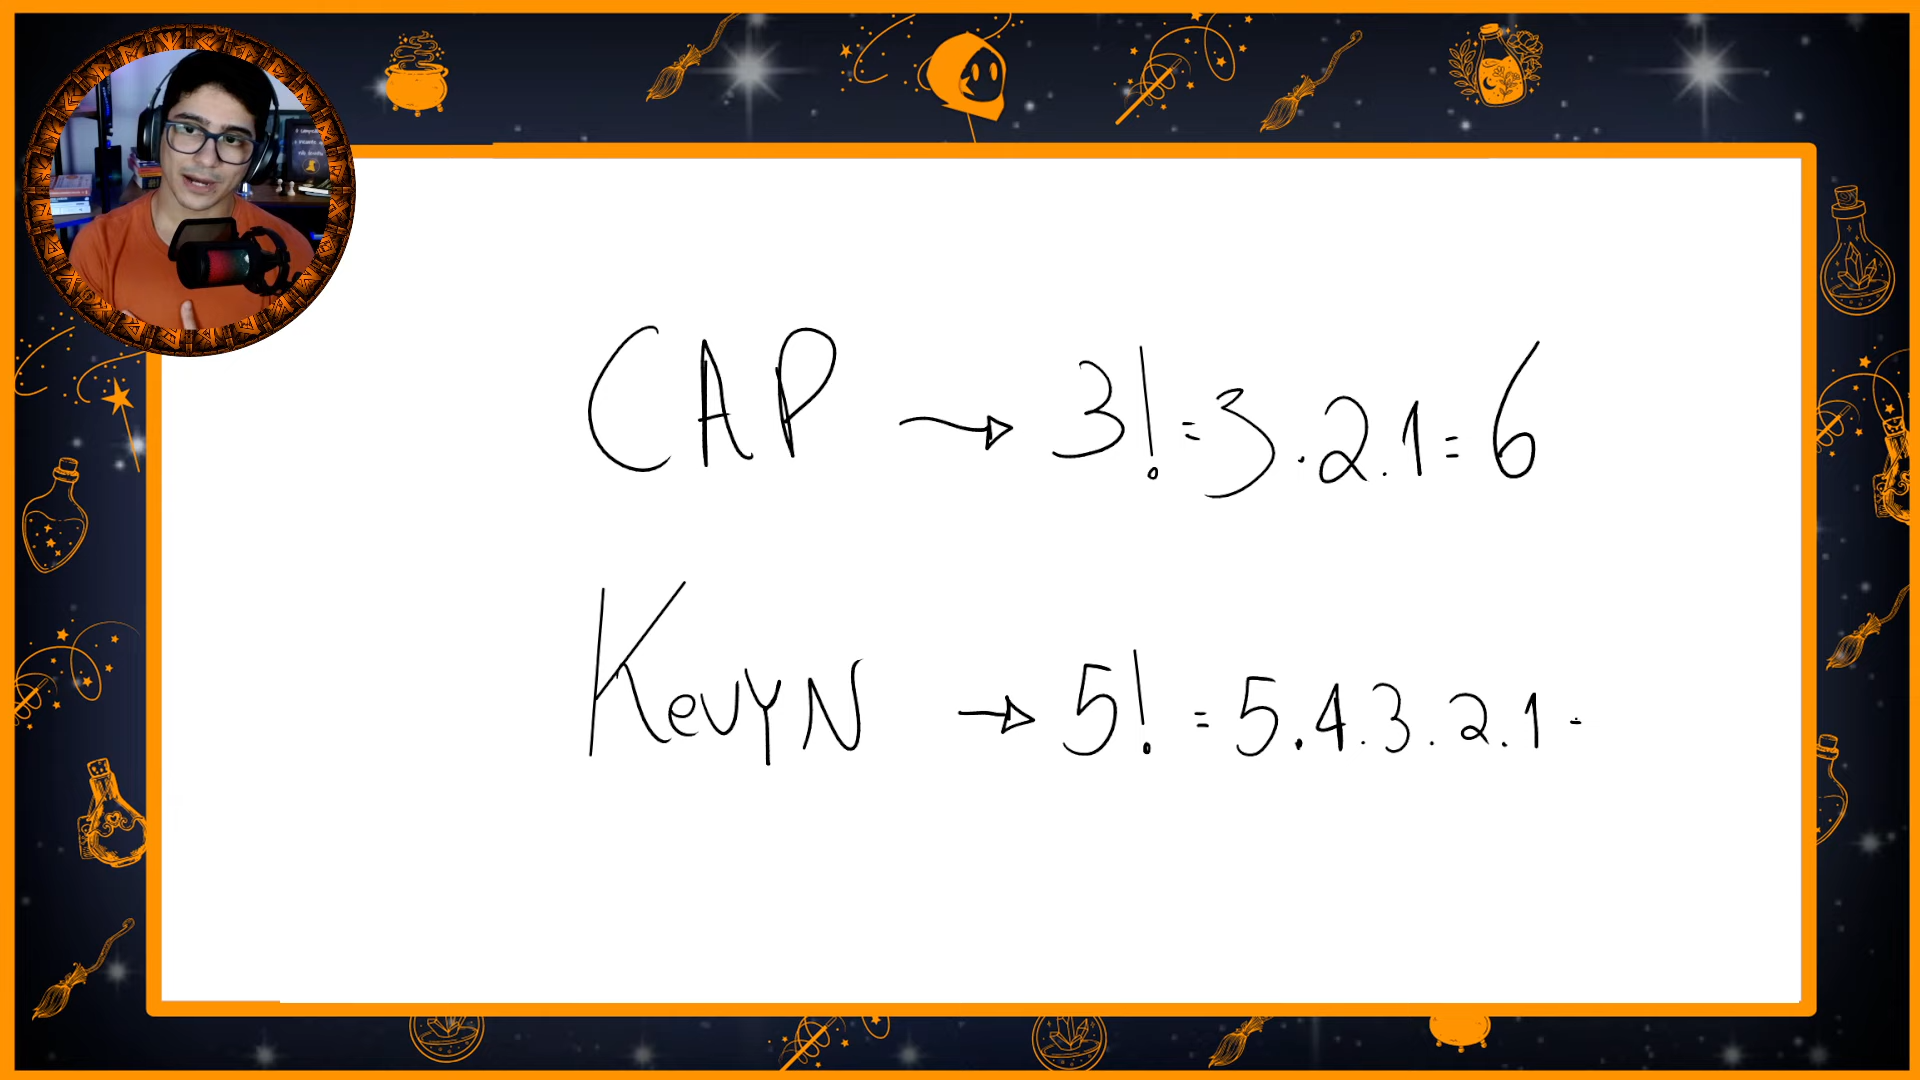 CAP → 3! = 3.2.1 = 6
KevyN → 5! = 5.4.3.2.1 -